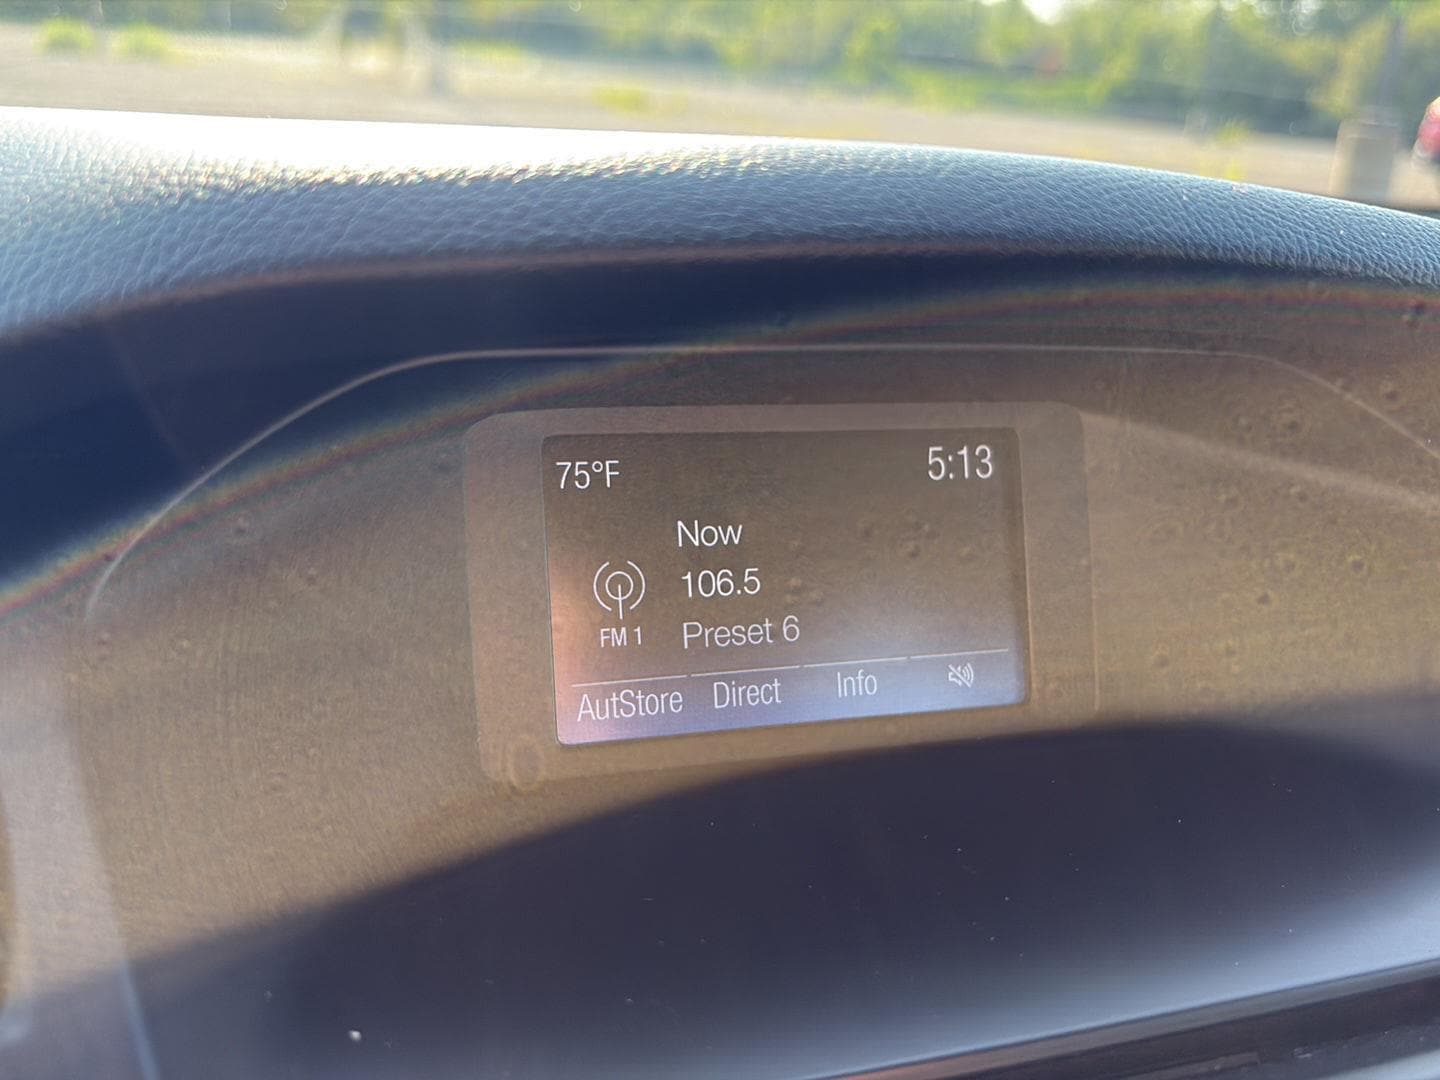 75°F 5:13
Now
106.5
FM 1 Preset 6
AutStore Direct Info